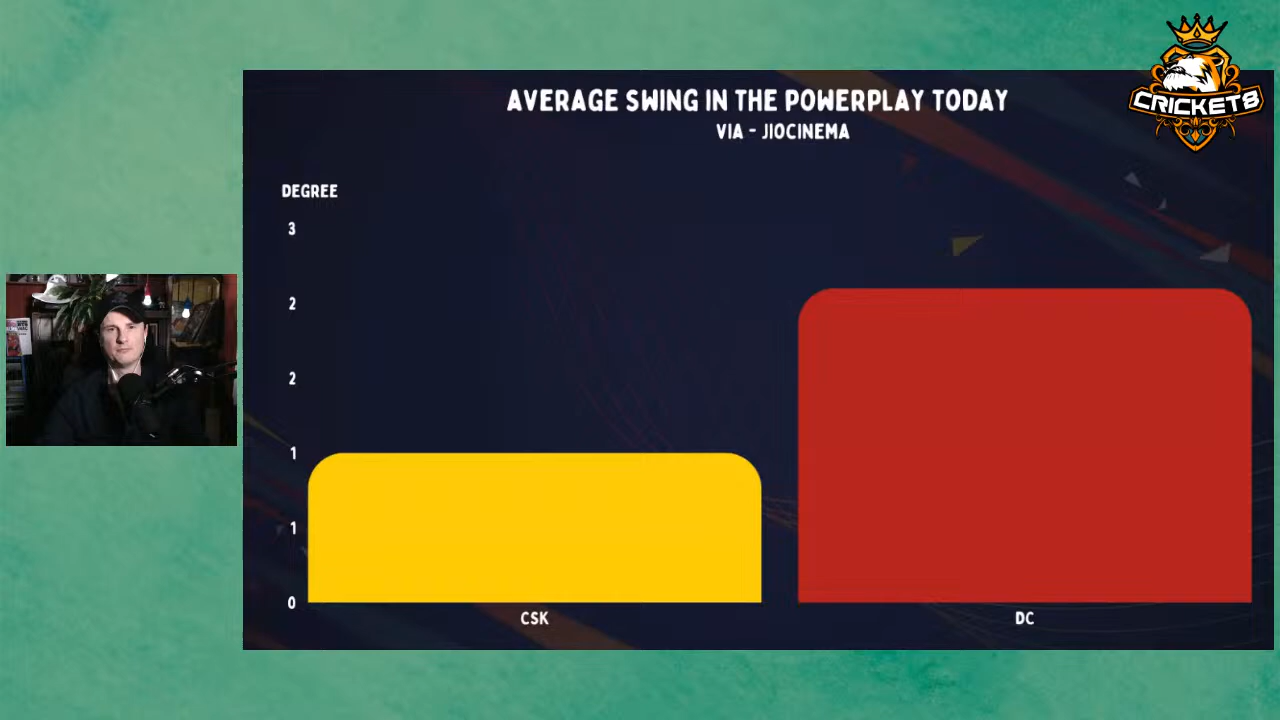 CRICKET8
AVERAGE SWING IN THE POWERPLAY TODAY
VIA - JIOCINEMA
DEGREE
3
2
2
1
1
0
CSK
DC